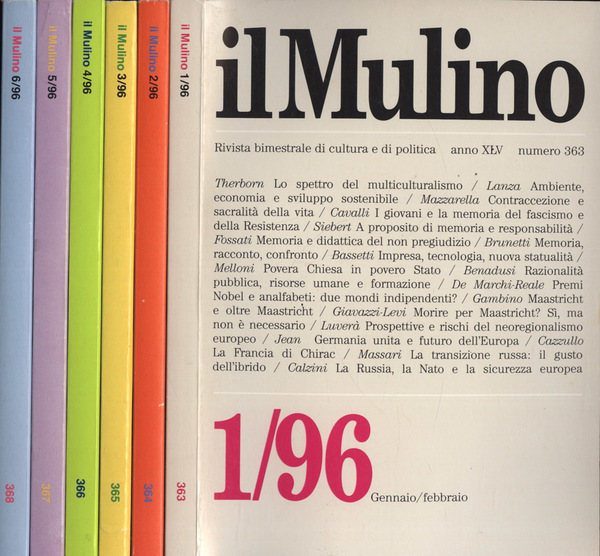 il Mulino 6/96
368
il Mulino 5/96
367
il Mulino 4/96
366
il Mulino 3/96
365
il Mulino 2/96
364
il Mulino 1/96
363
il Mulino
Rivista bimestrale di cultura e di politica anno XLV numero 363
Therborn Lo spettro del multiculturalismo / Lanza Ambiente,
economia e sviluppo sostenibile / Mazzarella Contraccezione e
sacralità della vita / Cavalli I giovani e la memoria del fascismo e
della Resistenza / Siebert A proposito di memoria e responsabilità /
Fossati Memoria e didattica del non pregiudizio / Brunetti Memoria,
racconto, confronto / Bassetti Impresa, tecnologia, nuova statualità /
Melloni Povera Chiesa in povero Stato / Benadusi Razionalità
pubblica, risorse umane e formazione / De Marchi-Reale Premi
Nobel e analfabeti: due mondi indipendenti? / Gambino Maastricht
e oltre Maastricht / Giavazzi-Levi Morire per Maastricht? Sì, ma
non è necessario / Luverà Prospettive e rischi del neoregionalismo
europeo / Jean Germania unita e futuro dell'Europa / Cazzullo
La Francia di Chirac / Massari La transizione russa: il gusto
dell'ibrido / Calzini La Russia, la Nato e la sicurezza europea
1/96
Gennaio/febbraio